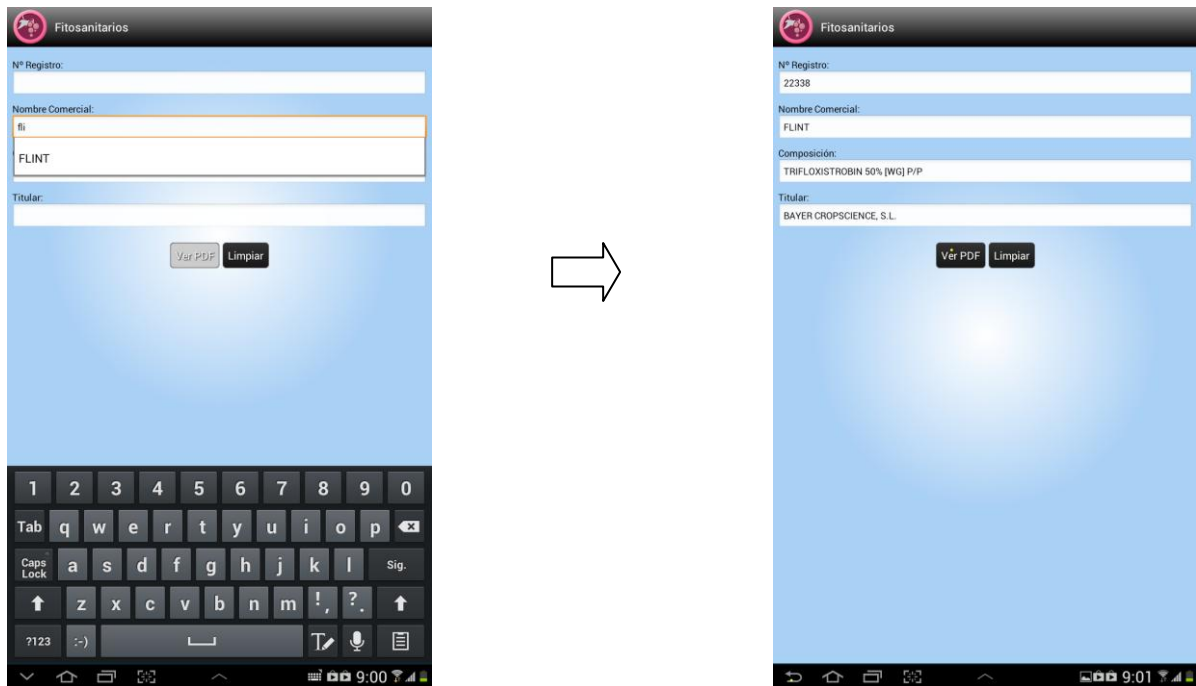 Fitosanitarios
Nº Registro:
Nombre Comercial:
fli
FLINT
Titular:
Ver PDF Limpiar
1 2 3 4 5 6 7 8 9 0
Tab q w e r t y u i o p
Caps Lock a s d f g h j k l Sig.
z x c v b n m ! , ? .
?123 :-)
9:00
Fitosanitarios
Nº Registro:
22338
Nombre Comercial:
FLINT
Composición:
TRIFLOXISTROBIN 50% [WG] P/P
Titular:
BAYER CROPSCIENCE, S.L.
Ver PDF Limpiar
9:01